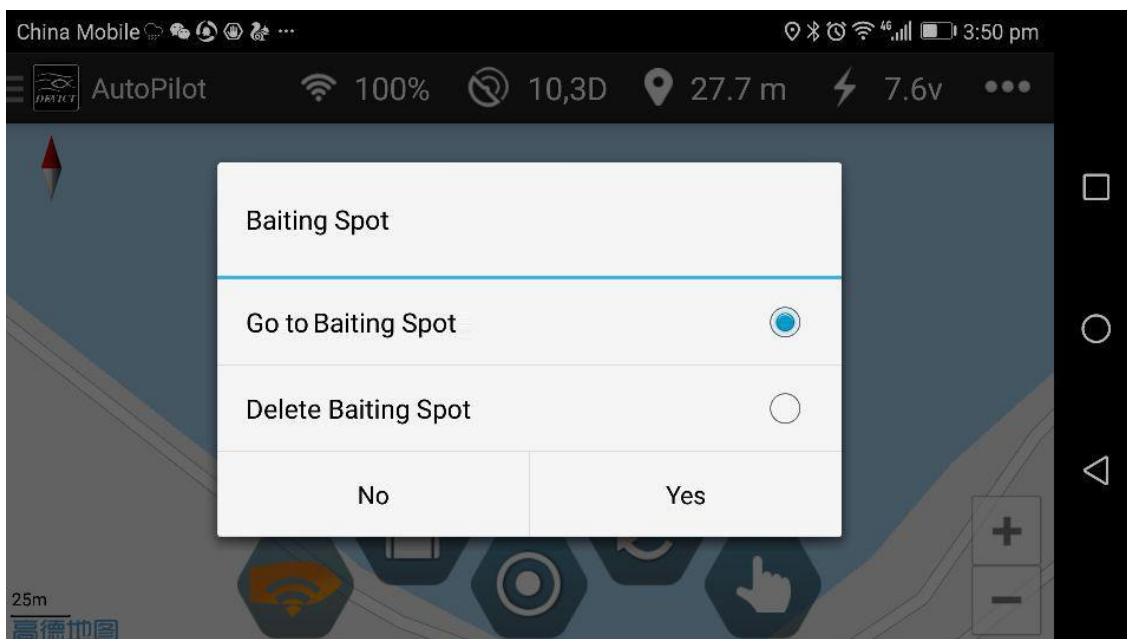 China Mobile 46 3:50 pm
AutoPilot 100% 10,3D 27.7 m 7.6v
Baiting Spot
Go to Baiting Spot
Delete Baiting Spot
No Yes
25m
高德地图